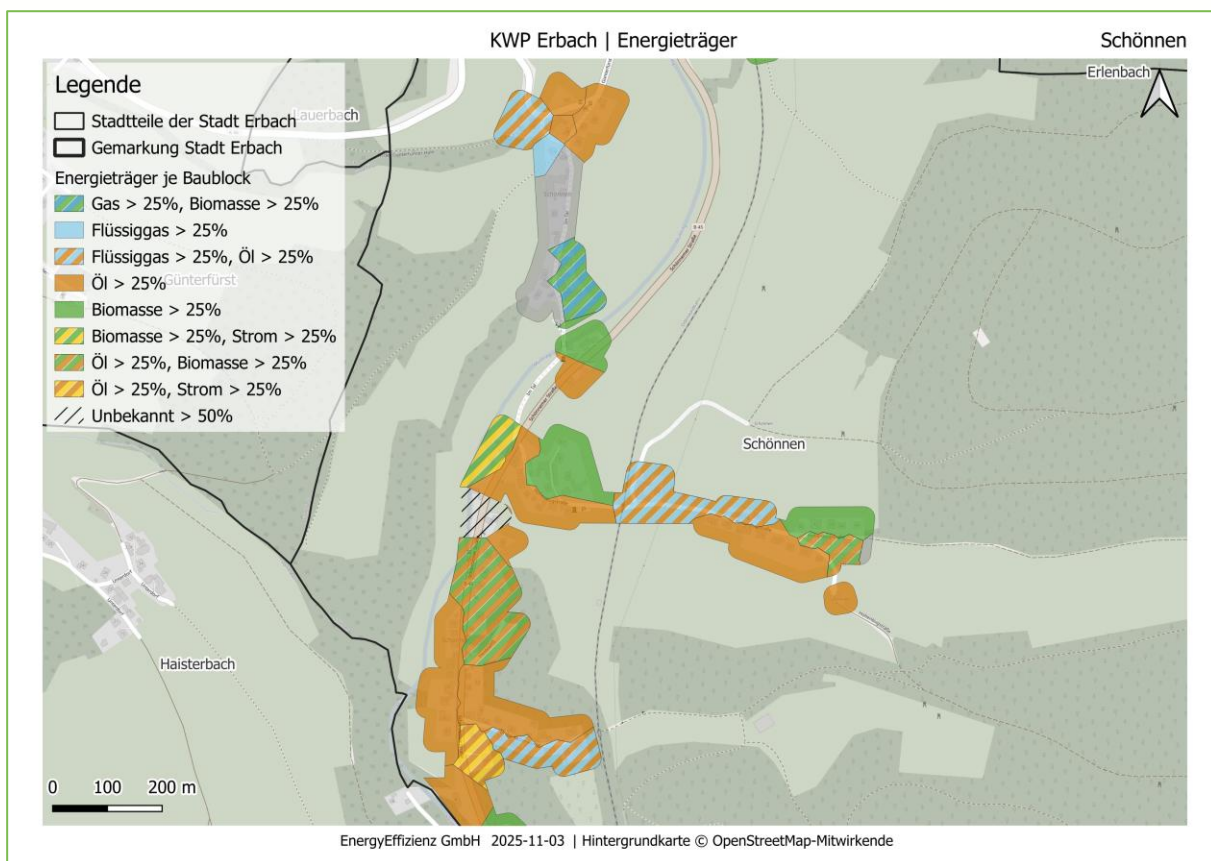 KWP Erbach | Energieträger
Schönnen
Legende
Stadtteile der Stadt Erbach
Gemarkung Stadt Erbach
Energieträger je Baublock
Gas > 25%, Biomasse > 25%
Flüssiggas > 25%
Flüssiggas > 25%, Öl > 25%
Öl > 25%
Biomasse > 25%
Biomasse > 25%, Strom > 25%
Öl > 25%, Biomasse > 25%
Öl > 25%, Strom > 25%
Unbekannt > 50%
Lauerbach
Günterfürst
Erlenbach
B 45
Schönnen
Haisterbach
0 100 200 m
EnergyEffizienz GmbH 2025-11-03 | Hintergrundkarte © OpenStreetMap-Mitwirkende